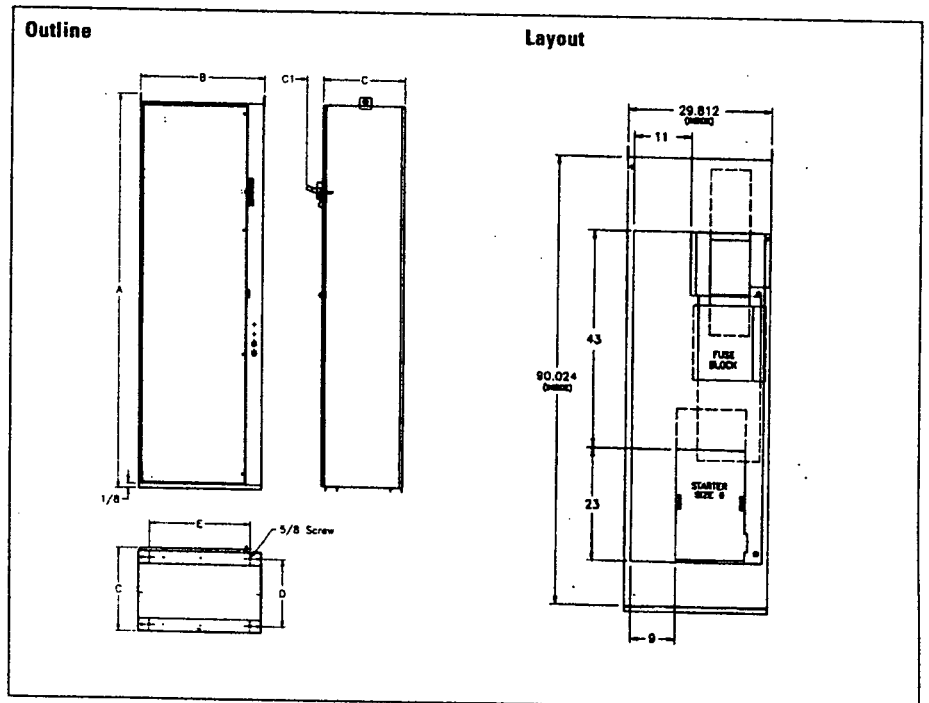 Outline
Layout
B
C1
C
A
1/8
E
5/8 Screw
C
D
29.812
11
43
90.024
FUSE
BLOCK
STARTER
SIZE 6
23
9